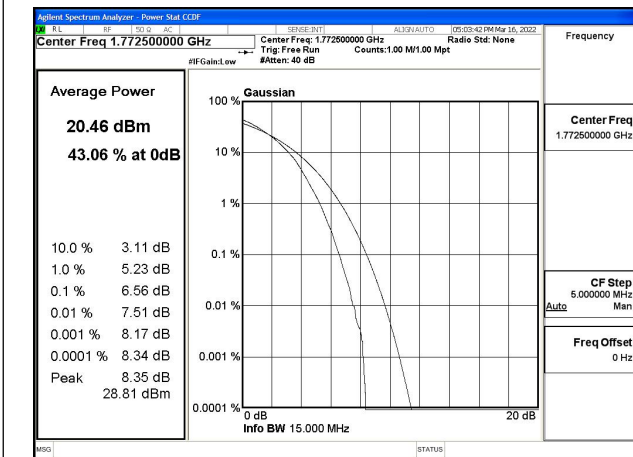 Agilent Spectrum Analyzer - Power Stat CCDF
RL RF 50 Ω AC SENSE:INT ALIGNAUTO 05:03:42 PM Mar 16, 2022
Center Freq 1.772500000 GHz
Center Freq: 1.772500000 GHz Radio Std: None
Trig: Free Run Counts:1.00 M/1.00 Mpt
#IFGain:Low #Atten: 40 dB
Frequency
Average Power
20.46 dBm
43.06 % at 0dB
10.0 % 3.11 dB
1.0 % 5.23 dB
0.1 % 6.56 dB
0.01 % 7.51 dB
0.001 % 8.17 dB
0.0001 % 8.34 dB
Peak 8.35 dB
28.81 dBm
Gaussian
100 %
10 %
1 %
0.1 %
0.01 %
0.001 %
0.0001 %
0 dB 20 dB
Info BW 15.000 MHz
Center Freq
1.772500000 GHz
CF Step
5.000000 MHz
Auto Man
Freq Offset
0 Hz
MSG STATUS